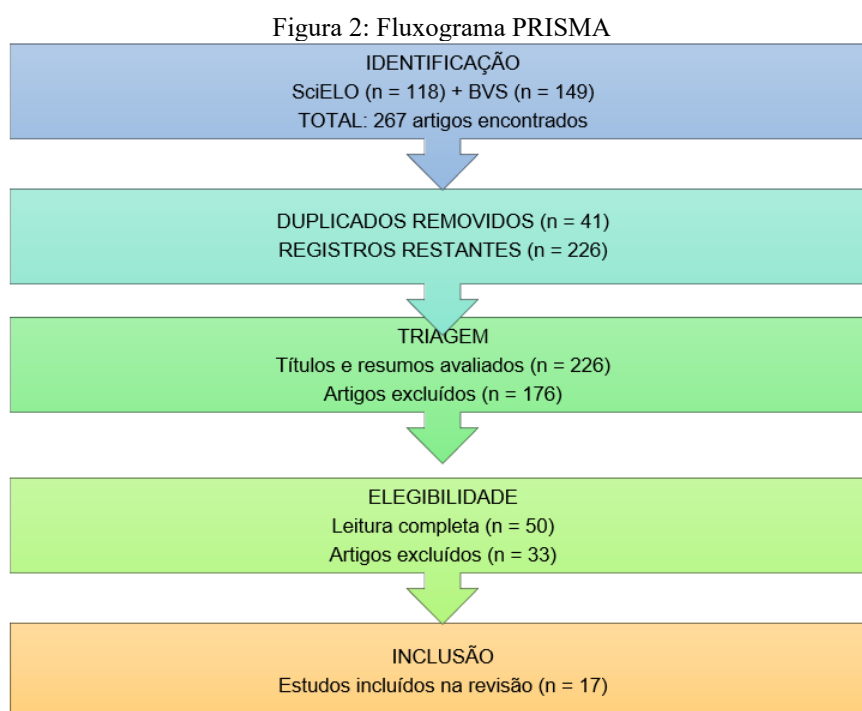 Figura 2: Fluxograma PRISMA
IDENTIFICAÇÃO
SciELO (n = 118) + BVS (n = 149)
TOTAL: 267 artigos encontrados
DUPLICADOS REMOVIDOS (n = 41)
REGISTROS RESTANTES (n = 226)
TRIAGEM
Títulos e resumos avaliados (n = 226)
Artigos excluídos (n = 176)
ELEGIBILIDADE
Leitura completa (n = 50)
Artigos excluídos (n = 33)
INCLUSÃO
Estudos incluídos na revisão (n = 17)